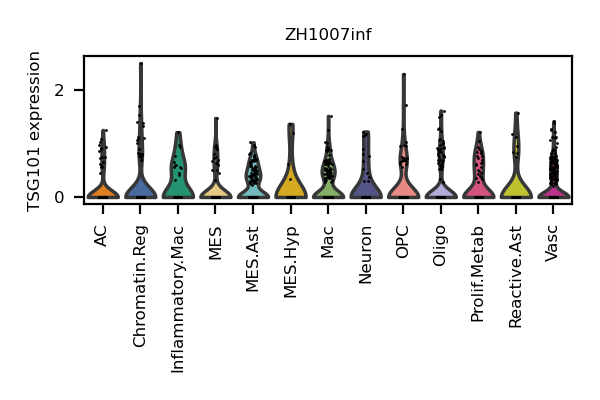 ZH1007inf
TSG101 expression
2
0
AC
Chromatin.Reg
Inflammatory.Mac
MES
MES.Ast
MES.Hyp
Mac
Neuron
OPC
Oligo
Prolif.Metab
Reactive.Ast
Vasc